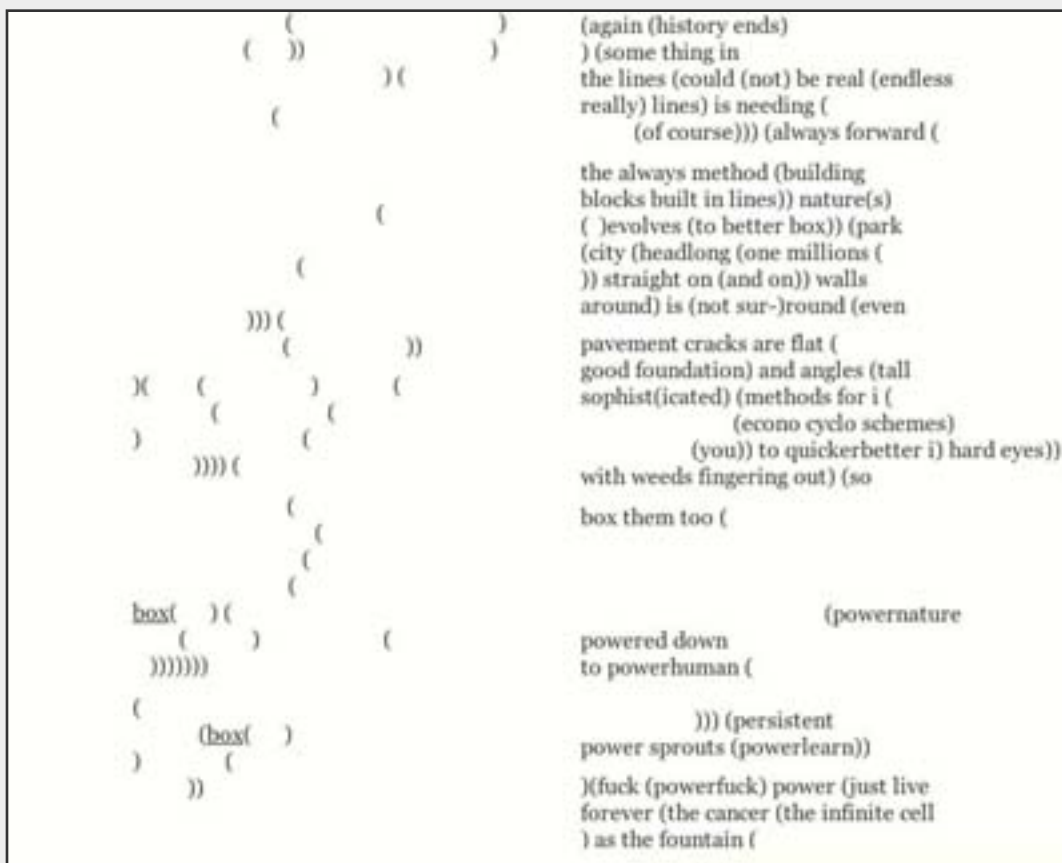 ( )
( )) )
) (
(
(
(
))) (
( ))
)( ( ) (
( (
) (
)))) (
(
(
(
(
box( ) (
( ) (
)))))))
(
(box( )
) (
))
(again (history ends)
) (some thing in
the lines (could (not) be real (endless
really) lines) is needing (
(of course))) (always forward (
the always method (building
blocks built in lines)) nature(s)
( )evolves (to better box)) (park
(city (headlong (one millions (
)) straight on (and on)) walls
around) is (not sur-)round (even
pavement cracks are flat (
good foundation) and angles (tall
sophist(icated) (methods for i (
(econo cyclo schemes)
(you)) to quickerbetter i) hard eyes))
with weeds fingering out) (so
box them too (
(powernature
powered down
to powerhuman (
))) (persistent
power sprouts (powerlearn))
)(fuck (powerfuck) power (just live
forever (the cancer (the infinite cell
) as the fountain (